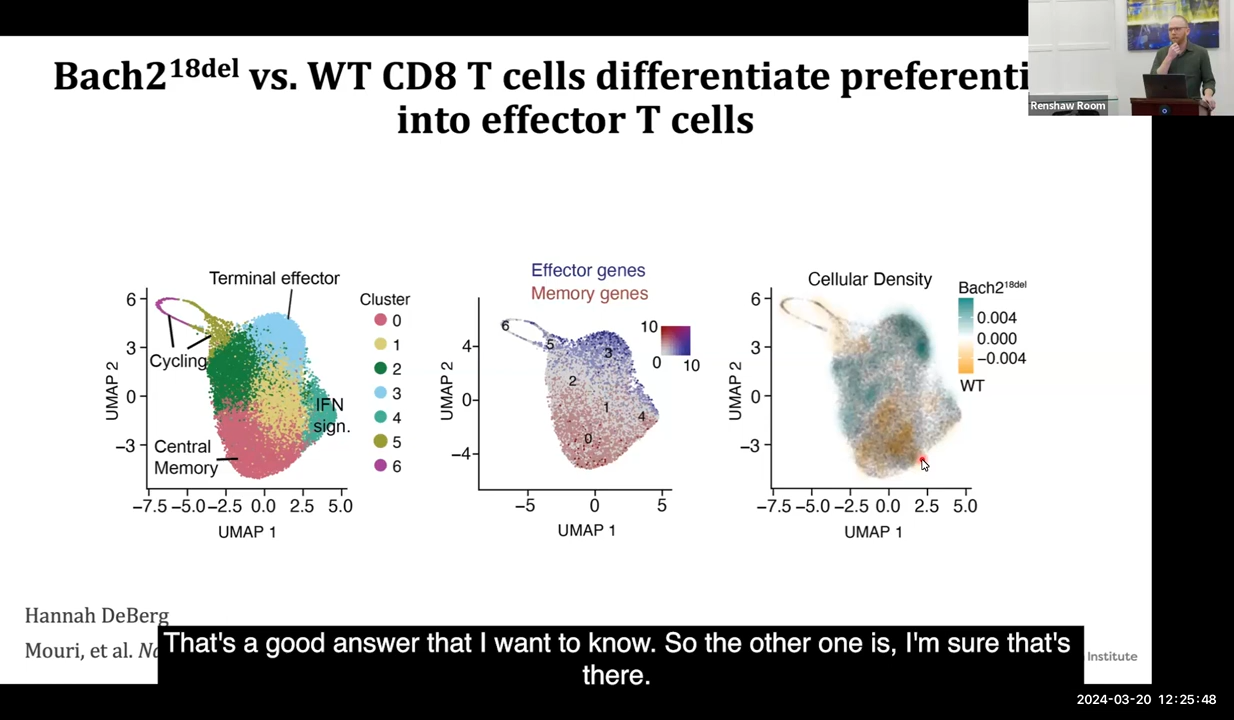 Bach2¹⁸ᵈᵉˡ vs. WT CD8 T cells differentiate preferenti
into effector T cells
Renshaw Room
Terminal effector
Cycling
IFN
sign.
Central
Memory
UMAP 2
6
3
0
−3
−7.5 −5.0 −2.5 0.0 2.5 5.0
UMAP 1
Cluster
0
1
2
3
4
5
6
Effector genes
Memory genes
10
0 10
6
5
3
2
1
4
0
UMAP 2
4
0
−4
−5 0 5
UMAP 1
Cellular Density
Bach2¹⁸ᵈᵉˡ
0.004
0.000
−0.004
WT
UMAP 2
6
3
0
−3
−7.5 −5.0 −2.5 0.0 2.5 5.0
UMAP 1
Hannah DeBerg
Mouri, et al.
Institute
That's a good answer that I want to know. So the other one is, I'm sure that's
there.
2024-03-20 12:25:48